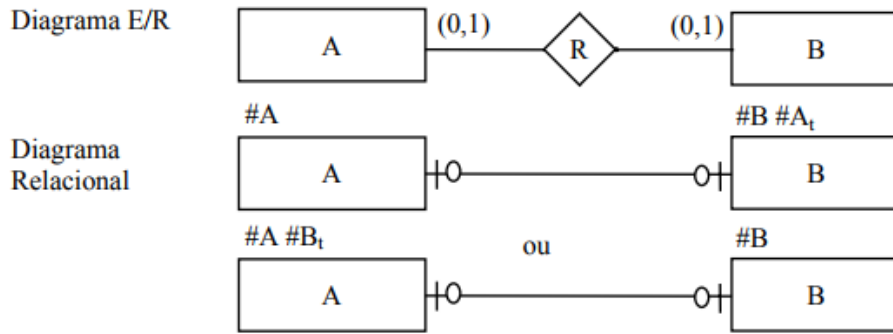 Diagrama E/R
A (0,1) R (0,1) B
#A #B #Aₜ
Diagrama
Relacional
A B
#A #Bₜ ou #B
A B